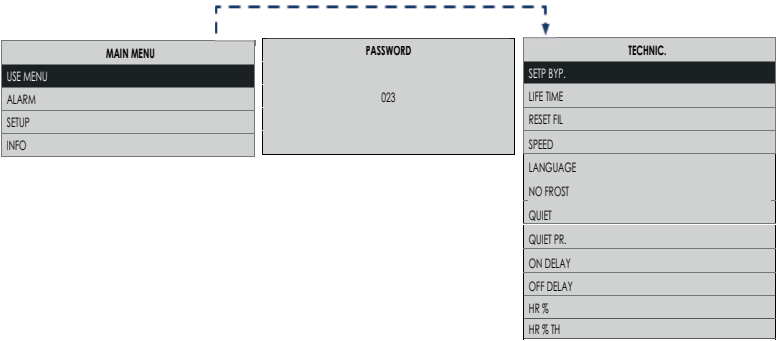 MAIN MENU
USE MENU
ALARM
SETUP
INFO
PASSWORD
023
TECHNIC.
SETP BYP.
LIFE TIME
RESET FIL
SPEED
LANGUAGE
NO FROST
QUIET
QUIET PR.
ON DELAY
OFF DELAY
HR %
HR % TH